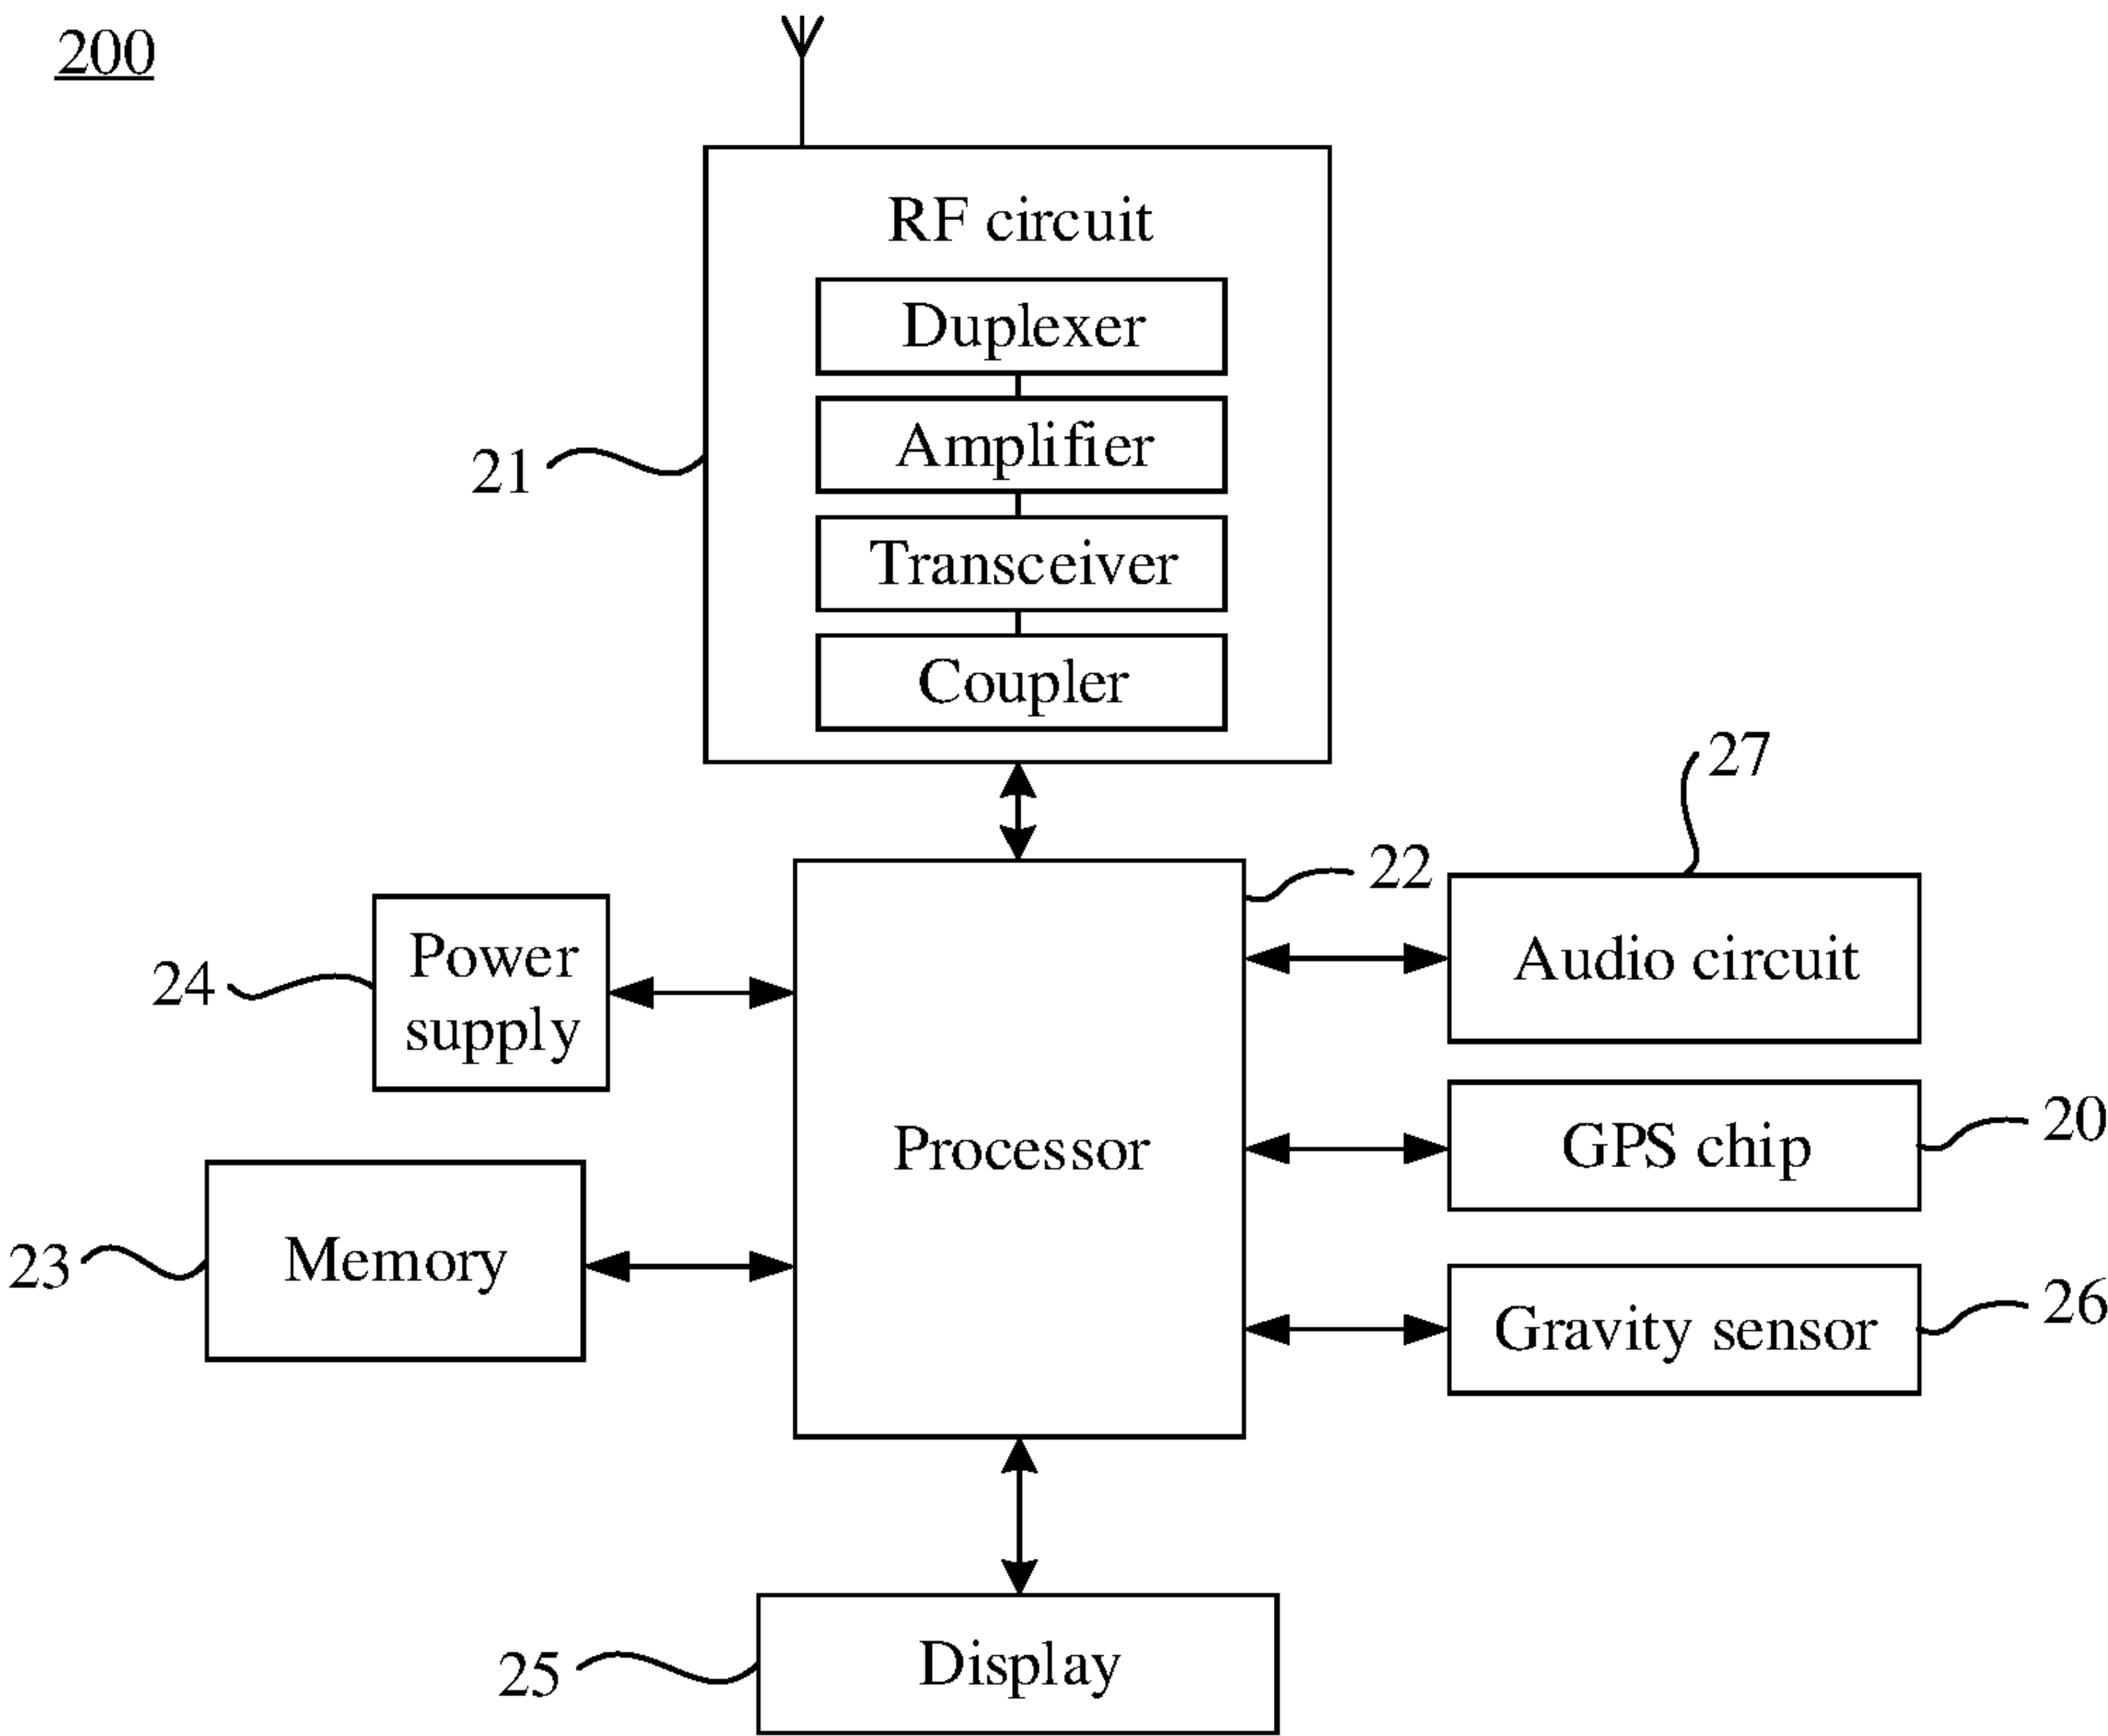 200
RF circuit
Duplexer
Amplifier
21
Transceiver
Coupler
27
22
Audio circuit
24
Power
supply
Processor
GPS chip
20
23
Memory
Gravity sensor
26
25
Display